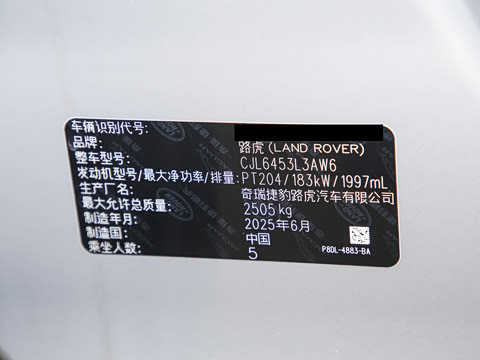 车辆识别代号:
品牌: 路虎(LAND ROVER)
整车型号: CJL6453L3AW6
发动机型号/最大净功率/排量: PT204/183kW/1997mL
生产厂名: 奇瑞捷豹路虎汽车有限公司
最大允许总质量: 2505kg
制造年月: 2025年6月
制造国: 中国
乘坐人数: 5
P8DL-4883-BA